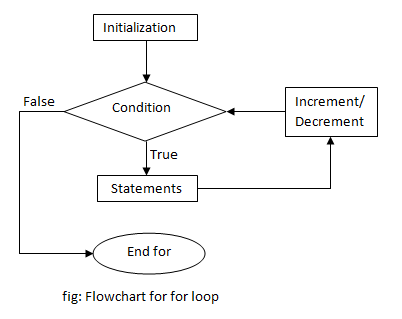 Initialization
False
Condition
Increment/
Decrement
True
Statements
End for
fig: Flowchart for for loop